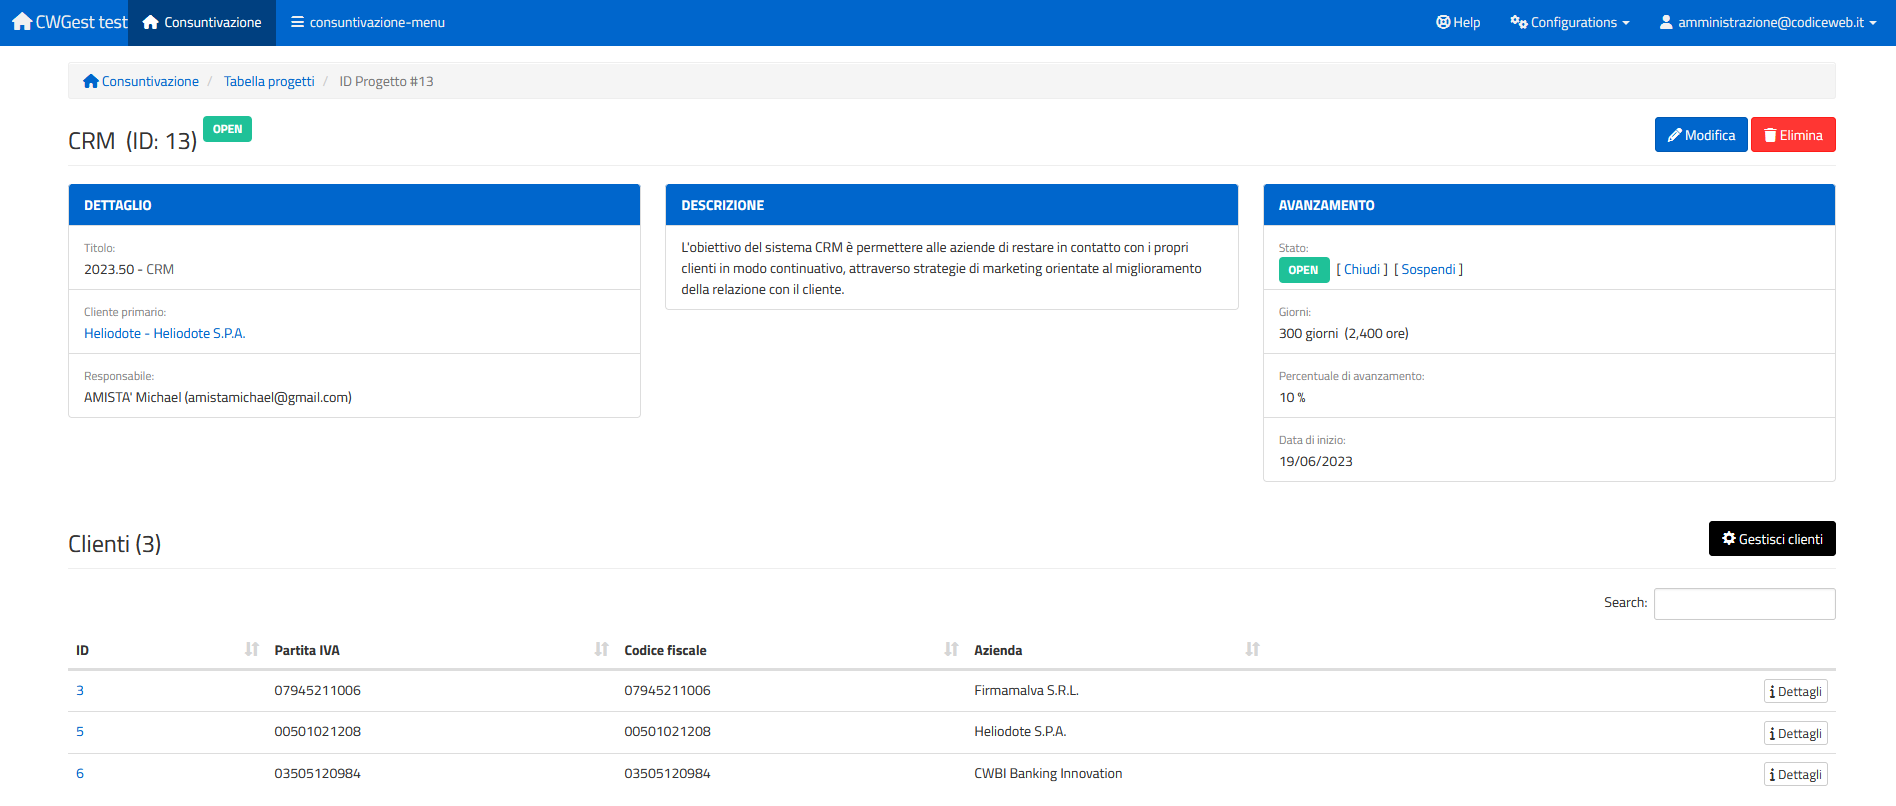 CWGest test Consuntivazione consuntivazione-menu Help Configurations amministrazione@codiceweb.it
Consuntivazione / Tabella progetti / ID Progetto #13
CRM (ID: 13) OPEN Modifica Elimina
DETTAGLIO
Titolo:
2023.50 - CRM
Cliente primario:
Heliodote - Heliodote S.P.A.
Responsabile:
AMISTA' Michael (amistamichael@gmail.com)
DESCRIZIONE
L'obiettivo del sistema CRM è permettere alle aziende di restare in contatto con i propri
clienti in modo continuativo, attraverso strategie di marketing orientate al miglioramento
della relazione con il cliente.
AVANZAMENTO
Stato:
OPEN [ Chiudi ] [ Sospendi ]
Giorni:
300 giorni (2,400 ore)
Percentuale di avanzamento:
10 %
Data di inizio:
19/06/2023
Clienti (3) Gestisci clienti
Search:
ID Partita IVA Codice fiscale Azienda
3 07945211006 07945211006 Firmamalva S.R.L. Dettagli
5 00501021208 00501021208 Heliodote S.P.A. Dettagli
6 03505120984 03505120984 CWBI Banking Innovation Dettagli